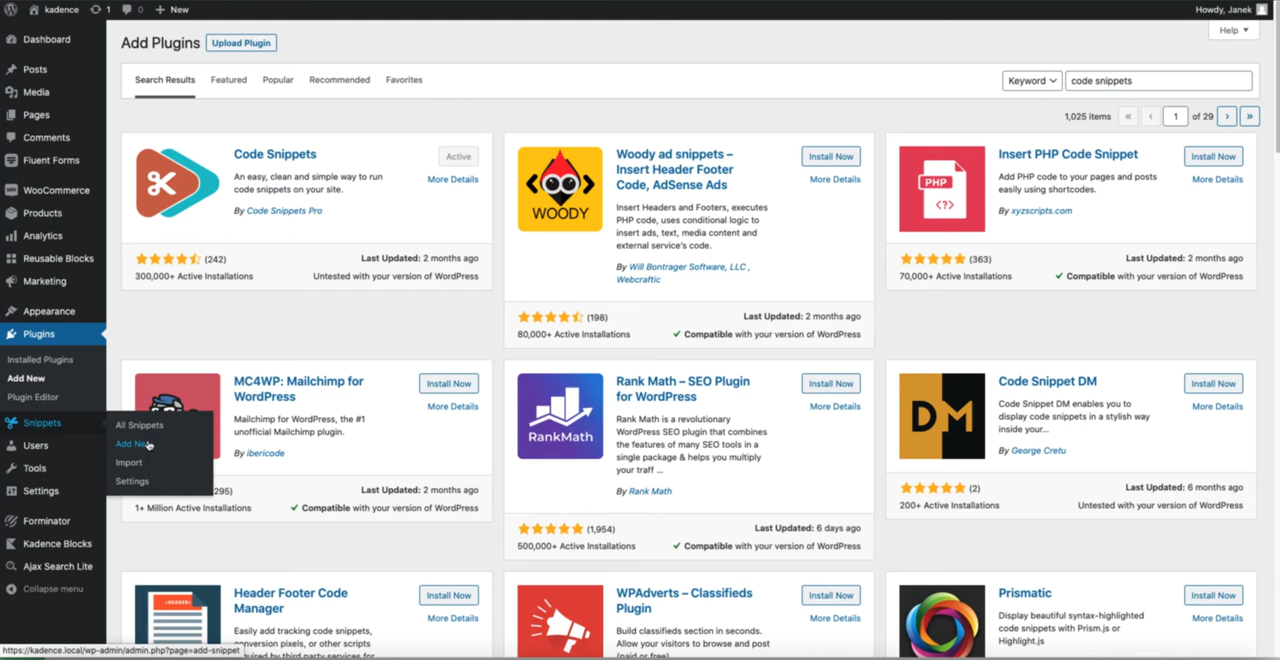 kadence 1 0 New
Howdy, Janek
Help
Dashboard
Posts
Media
Pages
Comments
Fluent Forms
WooCommerce
Products
Analytics
Reusable Blocks
Marketing
Appearance
Plugins
Installed Plugins
Add New
Plugin Editor
Snippets
Users
Tools
Settings
Forminator
Kadence Blocks
Ajax Search Lite
Collapse menu
All Snippets
Add New
Import
Settings
Add Plugins Upload Plugin
Search Results Featured Popular Recommended Favorites
Keyword code snippets
1,025 items « ‹ 1 of 29 › »
Code Snippets
Active
More Details
An easy, clean and simple way to run
code snippets on your site.
By Code Snippets Pro
(242)
300,000+ Active Installations
Last Updated: 2 months ago
Untested with your version of WordPress
WOODY
Woody ad snippets –
Insert Header Footer
Code, AdSense Ads
Install Now
More Details
Insert Headers and Footers, executes
PHP code, uses conditional logic to
insert ads, text, media content and
external service's code.
By Will Bontrager Software, LLC ,
Webcraftic
(198)
80,000+ Active Installations
Last Updated: 2 months ago
Compatible with your version of WordPress
PHP
<?>
Insert PHP Code Snippet
Install Now
More Details
Add PHP code to your pages and posts
easily using shortcodes.
By xyzscripts.com
(363)
70,000+ Active Installations
Last Updated: 2 months ago
Compatible with your version of WordPress
MC4WP: Mailchimp for
WordPress
Install Now
More Details
Mailchimp for WordPress, the #1
unofficial Mailchimp plugin.
By ibericode
295)
1+ Million Active Installations
Last Updated: 2 months ago
Compatible with your version of WordPress
RankMath
Rank Math – SEO Plugin
for WordPress
Install Now
More Details
Rank Math is a revolutionary
WordPress SEO plugin that combines
the features of many SEO tools in a
single package & helps you multiply
your traff ...
By Rank Math
(1,954)
500,000+ Active Installations
Last Updated: 6 days ago
Compatible with your version of WordPress
DM
Code Snippet DM
Install Now
More Details
Code Snippet DM enables you to
display code snippets in a stylish way
inside your...
By George Cretu
(2)
200+ Active Installations
Last Updated: 6 months ago
Untested with your version of WordPress
<HEADER>
Header Footer Code
Manager
Install Now
More Details
Easily add tracking code snippets,
conversion pixels, or other scripts
required by third party services for
WPAdverts – Classifieds
Plugin
Install Now
More Details
Build classifieds section in seconds.
Allow your visitors to browse and post
(paid or free)
Prismatic
Install Now
More Details
Display beautiful syntax-highlighted
code snippets with Prism.js or
Highlight.js
https://kadence.local/wp-admin/admin.php?page=add-snippet